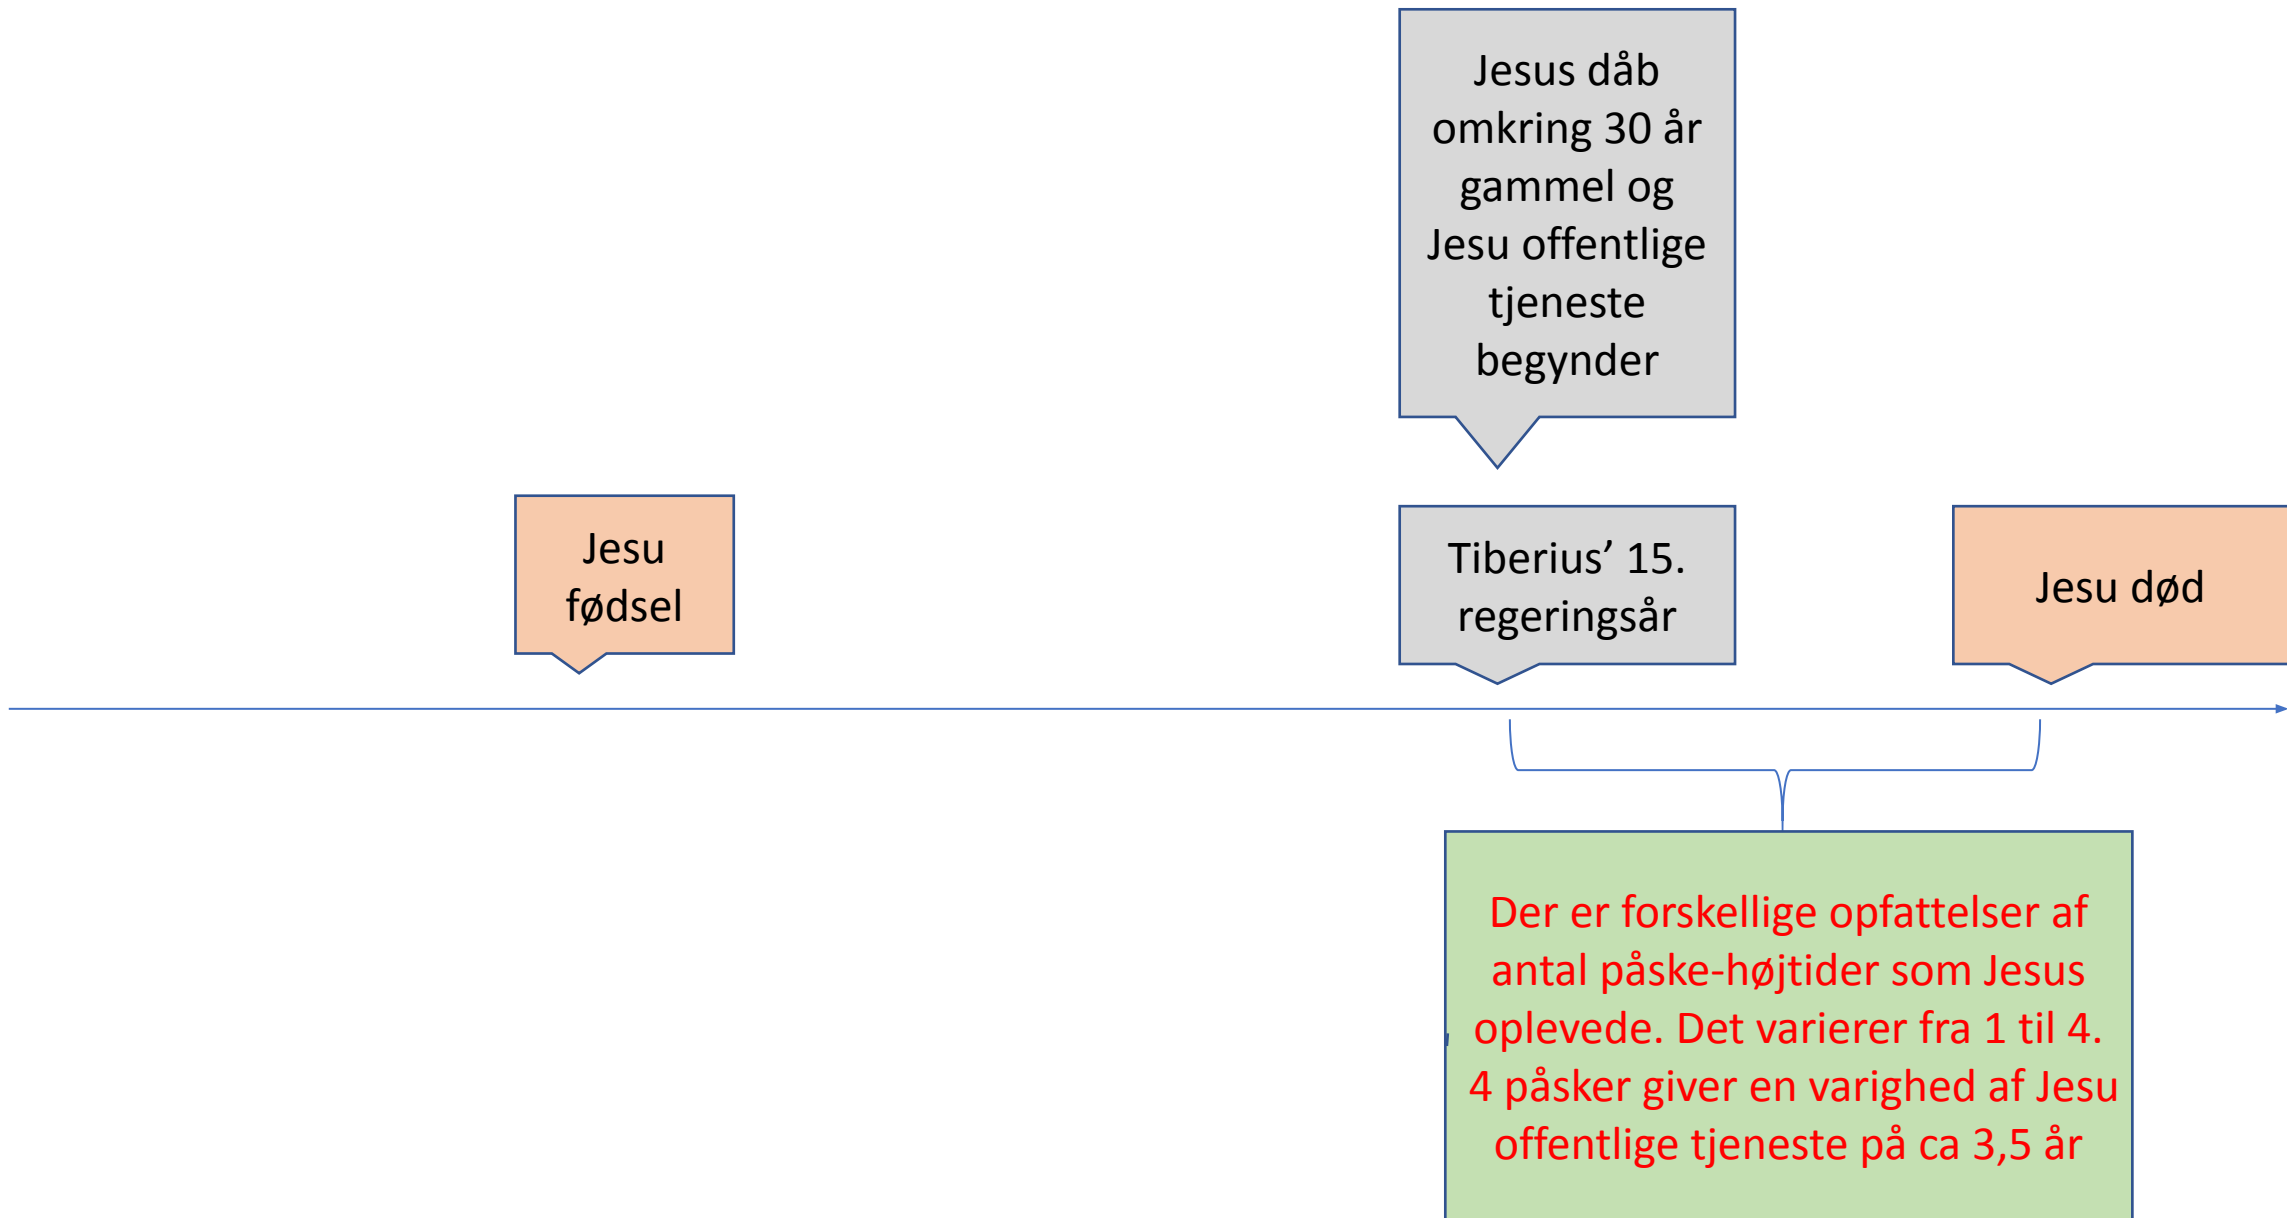 Jesus dåb
omkring 30 år
gammel og
Jesu offentlige
tjeneste
begynder
Jesu
fødsel
Tiberius’ 15.
regeringsår
Jesu død
Der er forskellige opfattelser af
antal påske-højtider som Jesus
oplevede. Det varierer fra 1 til 4.
4 påsker giver en varighed af Jesu
offentlige tjeneste på ca 3,5 år